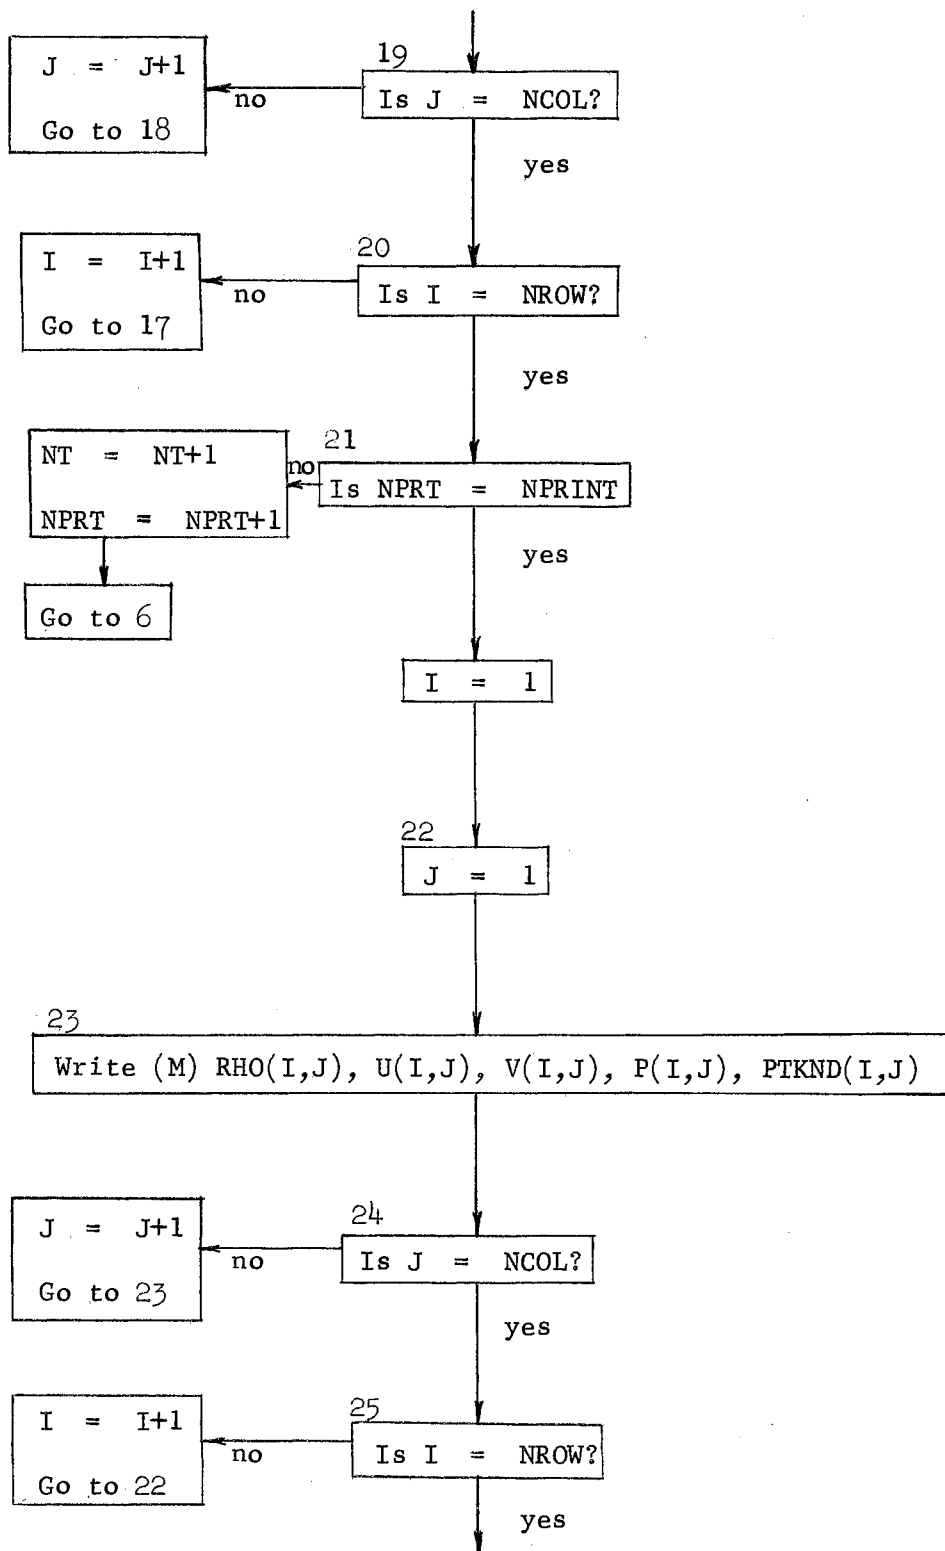 19
J = J+1
Is J = NCOL?
no
Go to 18
yes
20
I = I+1
Is I = NROW?
no
Go to 17
yes
21
NT = NT+1
no
Is NPRT = NPRINT
NPRT = NPRT+1
yes
Go to 6
I = 1
22
J = 1
23
Write (M) RHO(I,J), U(I,J), V(I,J), P(I,J), PTKND(I,J)
24
J = J+1
Is J = NCOL?
no
Go to 23
yes
25
I = I+1
Is I = NROW?
no
Go to 22
yes